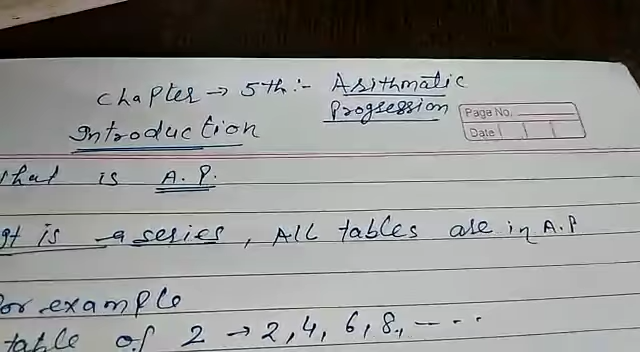 Chapter → 5th :- Arithmatic
Progression
Introduction
Page No.
Date
What is A.P.
It is a series, All tables are in A.P
For example
table of 2 → 2, 4, 6, 8, ----